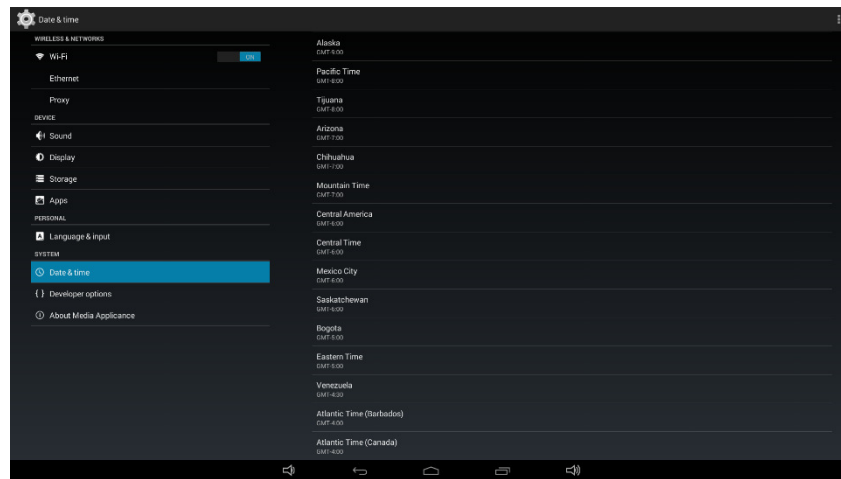 Date & time
WIRELESS & NETWORKS
Wi-Fi
ON
Ethernet
Proxy
DEVICE
Sound
Display
Storage
Apps
PERSONAL
A Language & input
SYSTEM
Date & time
{ } Developer options
About Media Applicance
Alaska
GMT-9:00
Pacific Time
GMT-8:00
Tijuana
GMT-8:00
Arizona
GMT-7:00
Chihuahua
GMT-7:00
Mountain Time
GMT-7:00
Central America
GMT-6:00
Central Time
GMT-6:00
Mexico City
GMT-6:00
Saskatchewan
GMT-6:00
Bogota
GMT-5:00
Eastern Time
GMT-5:00
Venezuela
GMT-4:30
Atlantic Time (Barbados)
GMT-4:00
Atlantic Time (Canada)
GMT-4:00